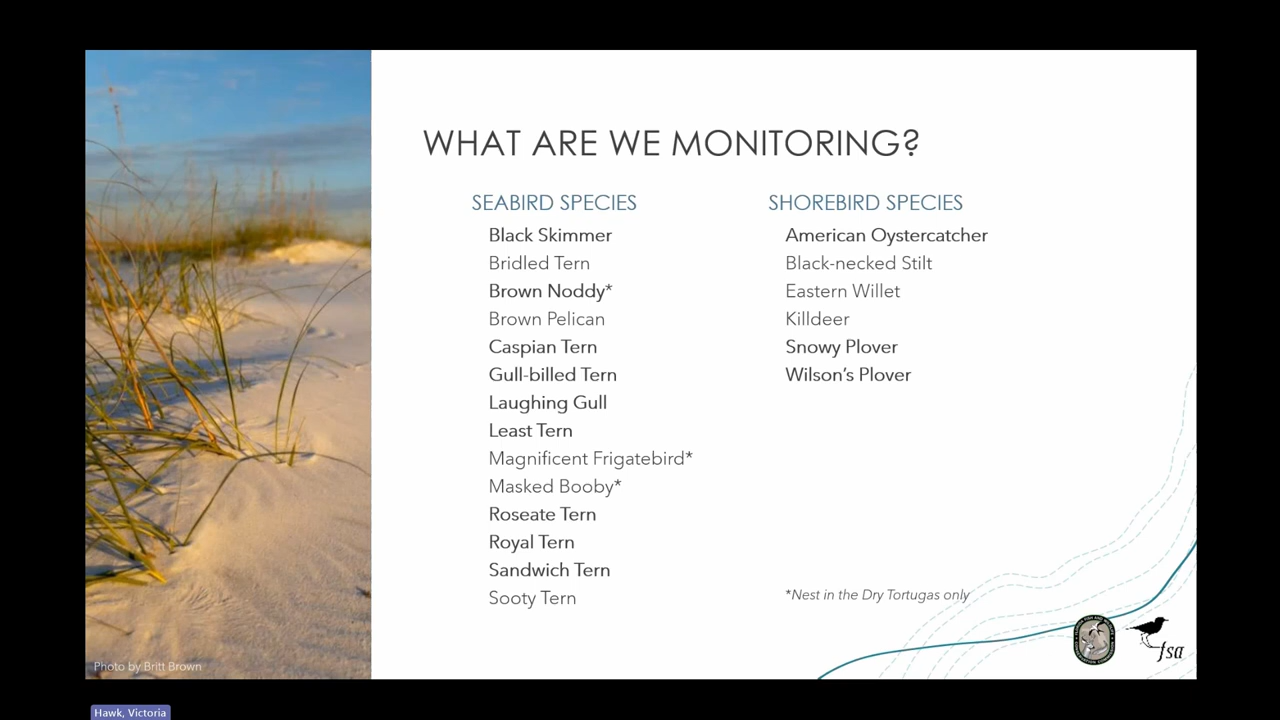 WHAT ARE WE MONITORING?
SEABIRD SPECIES
Black Skimmer
Bridled Tern
Brown Noddy*
Brown Pelican
Caspian Tern
Gull-billed Tern
Laughing Gull
Least Tern
Magnificent Frigatebird*
Masked Booby*
Roseate Tern
Royal Tern
Sandwich Tern
Sooty Tern
SHOREBIRD SPECIES
American Oystercatcher
Black-necked Stilt
Eastern Willet
Killdeer
Snowy Plover
Wilson's Plover
*Nest in the Dry Tortugas only
fsa
Photo by Britt Brown
Hawk, Victoria